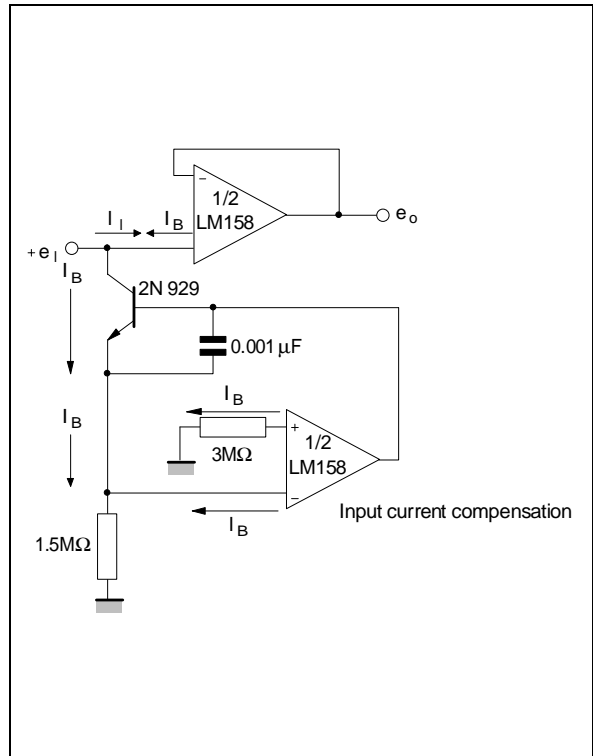 −
1/2
LM158
e o
I I
I B
+e I
I B
2N 929
0.001 µF
I B
I B
+
1/2
LM158
−
3MΩ
I B
Input current compensation
1.5MΩ